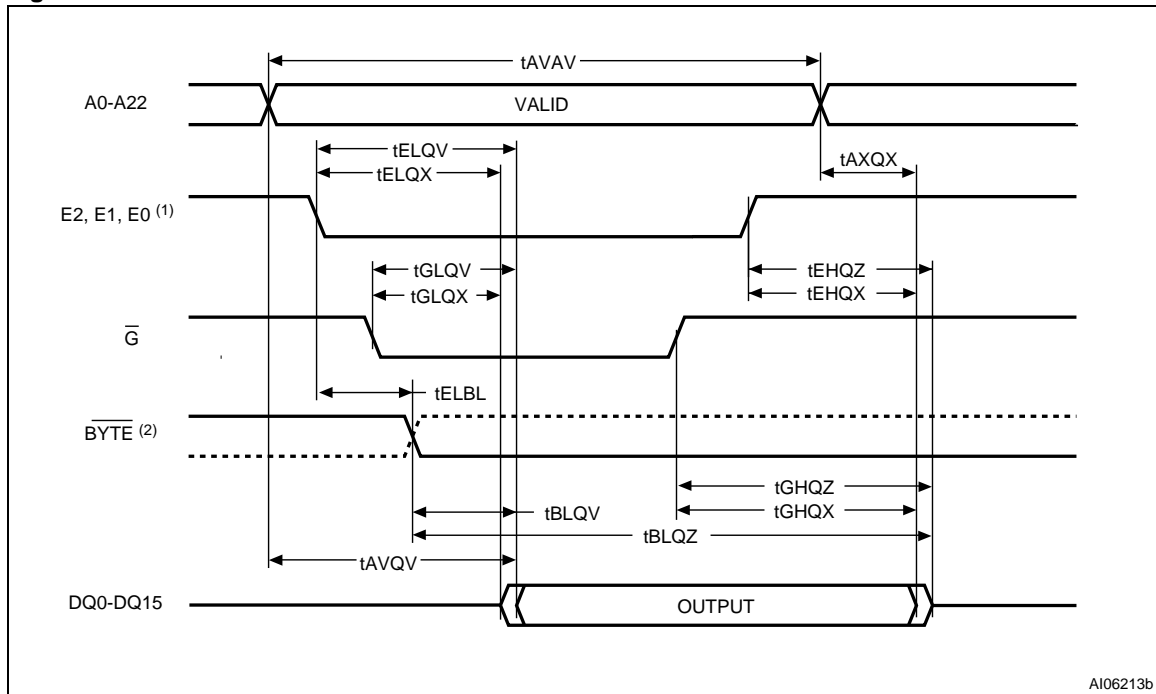 tAVAV
A0-A22
VALID
tELQV
tAXQX
tELQX
E2, E1, E0 (1)
tGLQV
tEHQZ
tGLQX
tEHQX
G
tELBL
BYTE (2)
tGHQZ
tBLQV
tGHQX
tBLQZ
tAVQV
DQ0-DQ15
OUTPUT
AI06213b